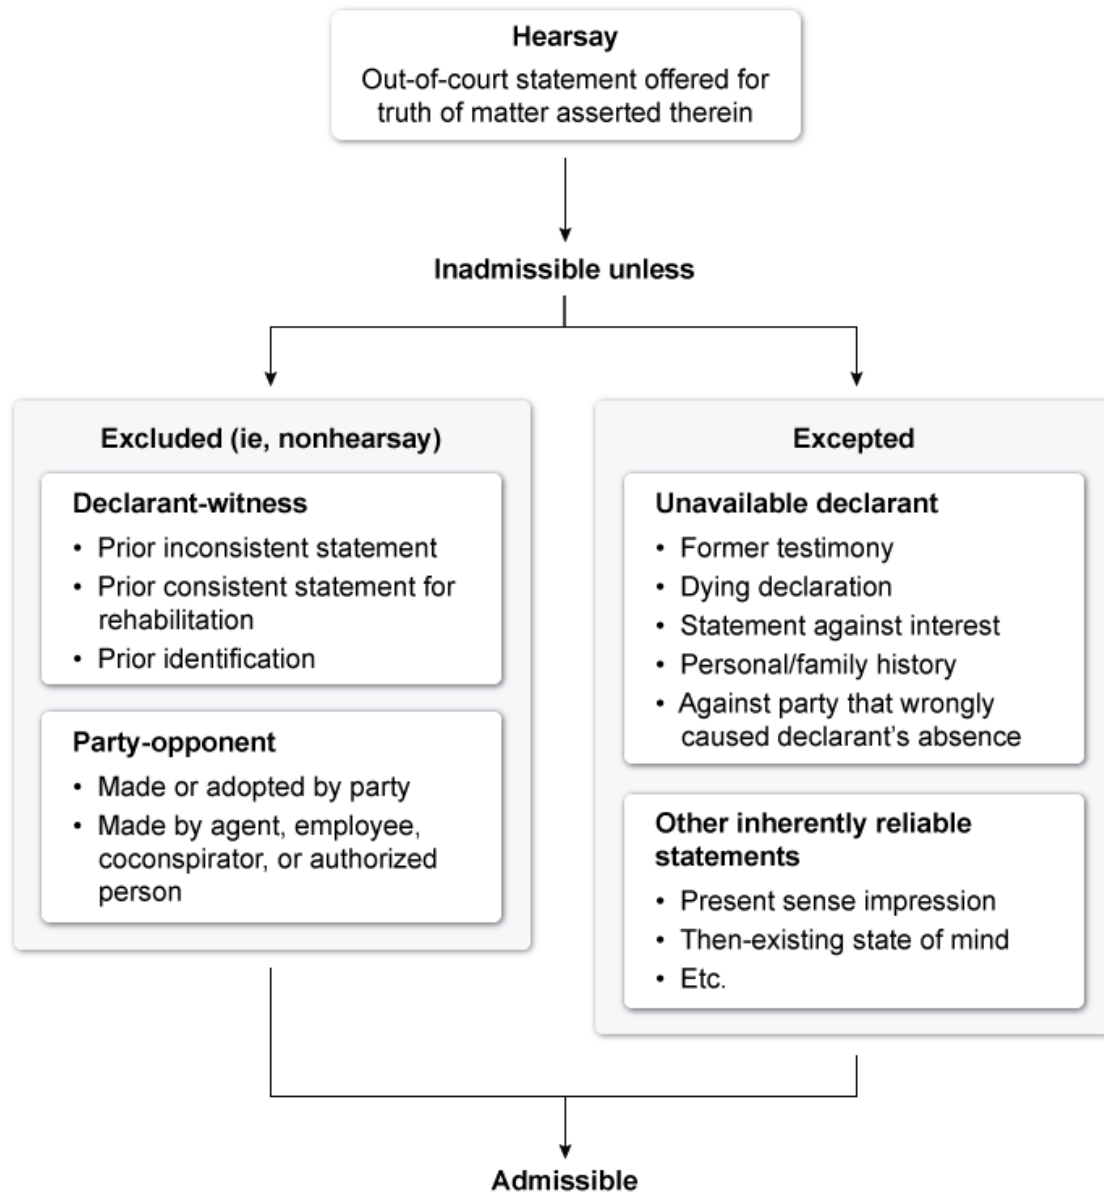 Hearsay
Out-of-court statement offered for
truth of matter asserted therein
Inadmissible unless
Excluded (ie, nonhearsay)
Declarant-witness
• Prior inconsistent statement
• Prior consistent statement for
rehabilitation
• Prior identification
Party-opponent
• Made or adopted by party
• Made by agent, employee,
coconspirator, or authorized
person
Excepted
Unavailable declarant
• Former testimony
• Dying declaration
• Statement against interest
• Personal/family history
• Against party that wrongly
caused declarant's absence
Other inherently reliable
statements
• Present sense impression
• Then-existing state of mind
• Etc.
Admissible